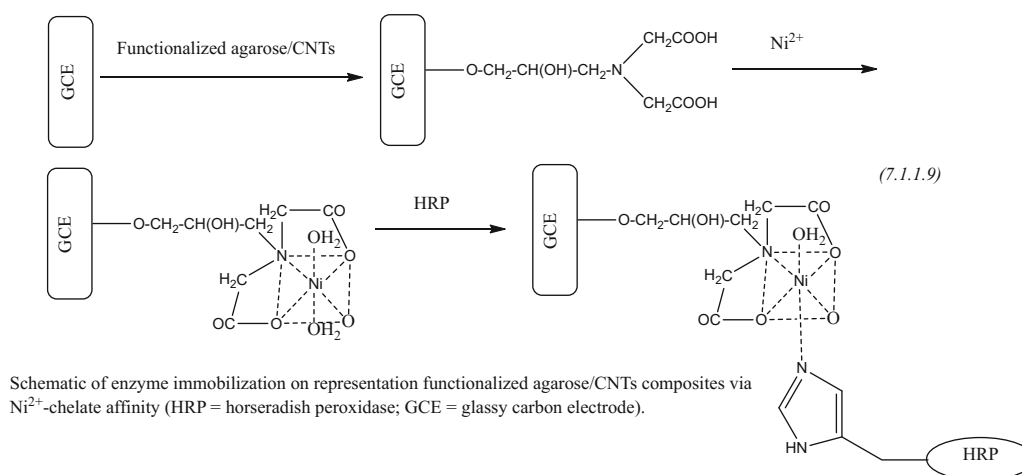 Functionalized agarose/CNTs
GCE
GCE
O-CH₂-CH(OH)-CH₂-N
CH₂COOH
CH₂COOH
Ni²⁺
(7.1.1.9)
GCE
O-CH₂-CH(OH)-CH₂
H₂C
CO
OH₂
N
O
H₂C
Ni
OC
O
O
OH₂
HRP
GCE
O-CH₂-CH(OH)-CH₂
H₂C
CO
OH₂
N
O
H₂C
Ni
OC
O
O
N
HN
HRP
Schematic of enzyme immobilization on representation functionalized agarose/CNTs composites via
Ni²⁺-chelate affinity (HRP = horseradish peroxidase; GCE = glassy carbon electrode).